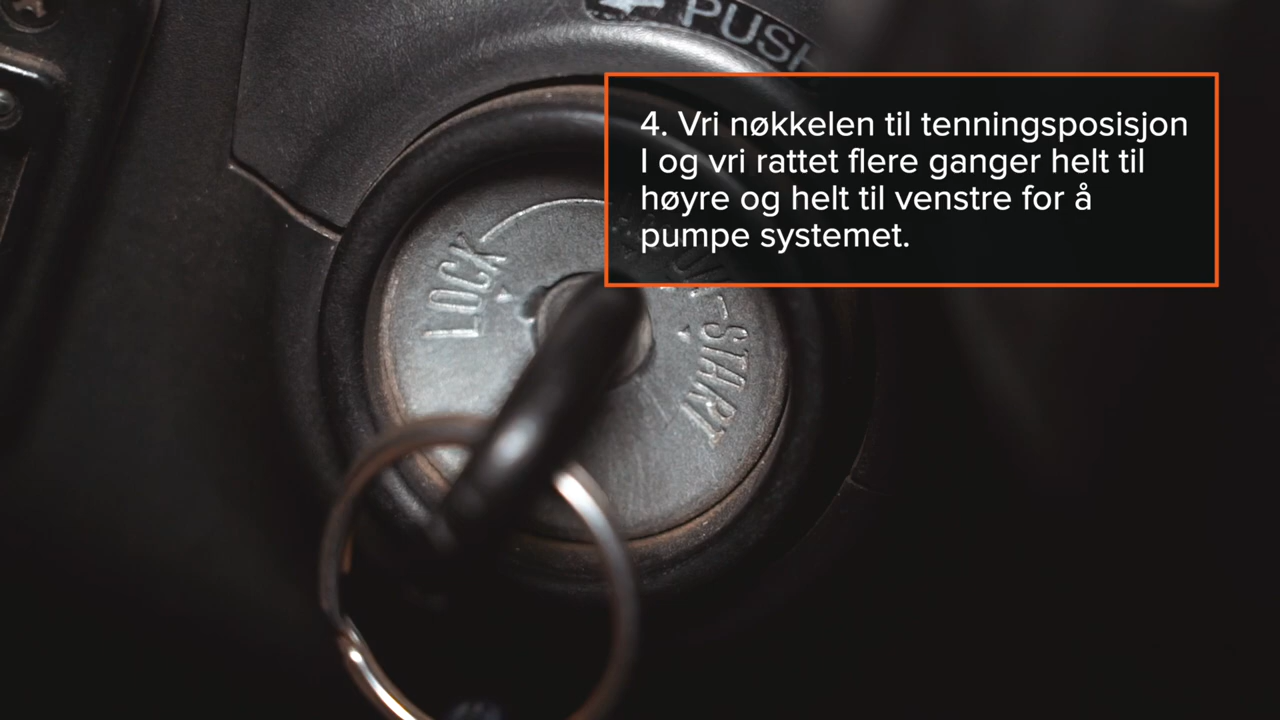 PUSH
4. Vri nøkkelen til tenningsposisjon
I og vri rattet flere ganger helt til
høyre og helt til venstre for å
pumpe systemet.
LOCK
START